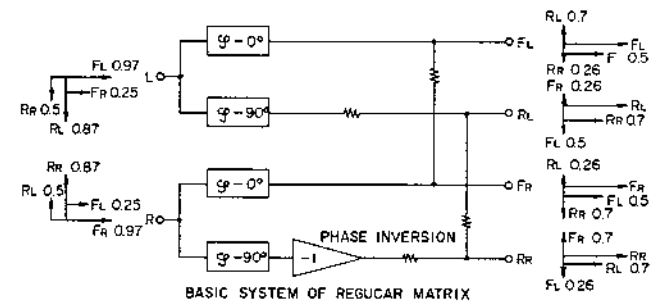 RL 0.7
FL
F 0.5
RR 0.26
FL 0.97
FR 0.25
RR 0.5
RL 0.87
L
φ-0°
φ-90°
FL
RL
FR 0.26
RL
RR 0.7
FL 0.5
RR 0.87
RL 0.5
FL 0.25
FR 0.97
R
φ-0°
φ-90°
PHASE INVERSION
-1
FR
RR
RL 0.26
FR
FL 0.5
RR 0.7
FR 0.7
RR
RL 0.7
FL 0.26
BASIC SYSTEM OF REGUCAR MATRIX